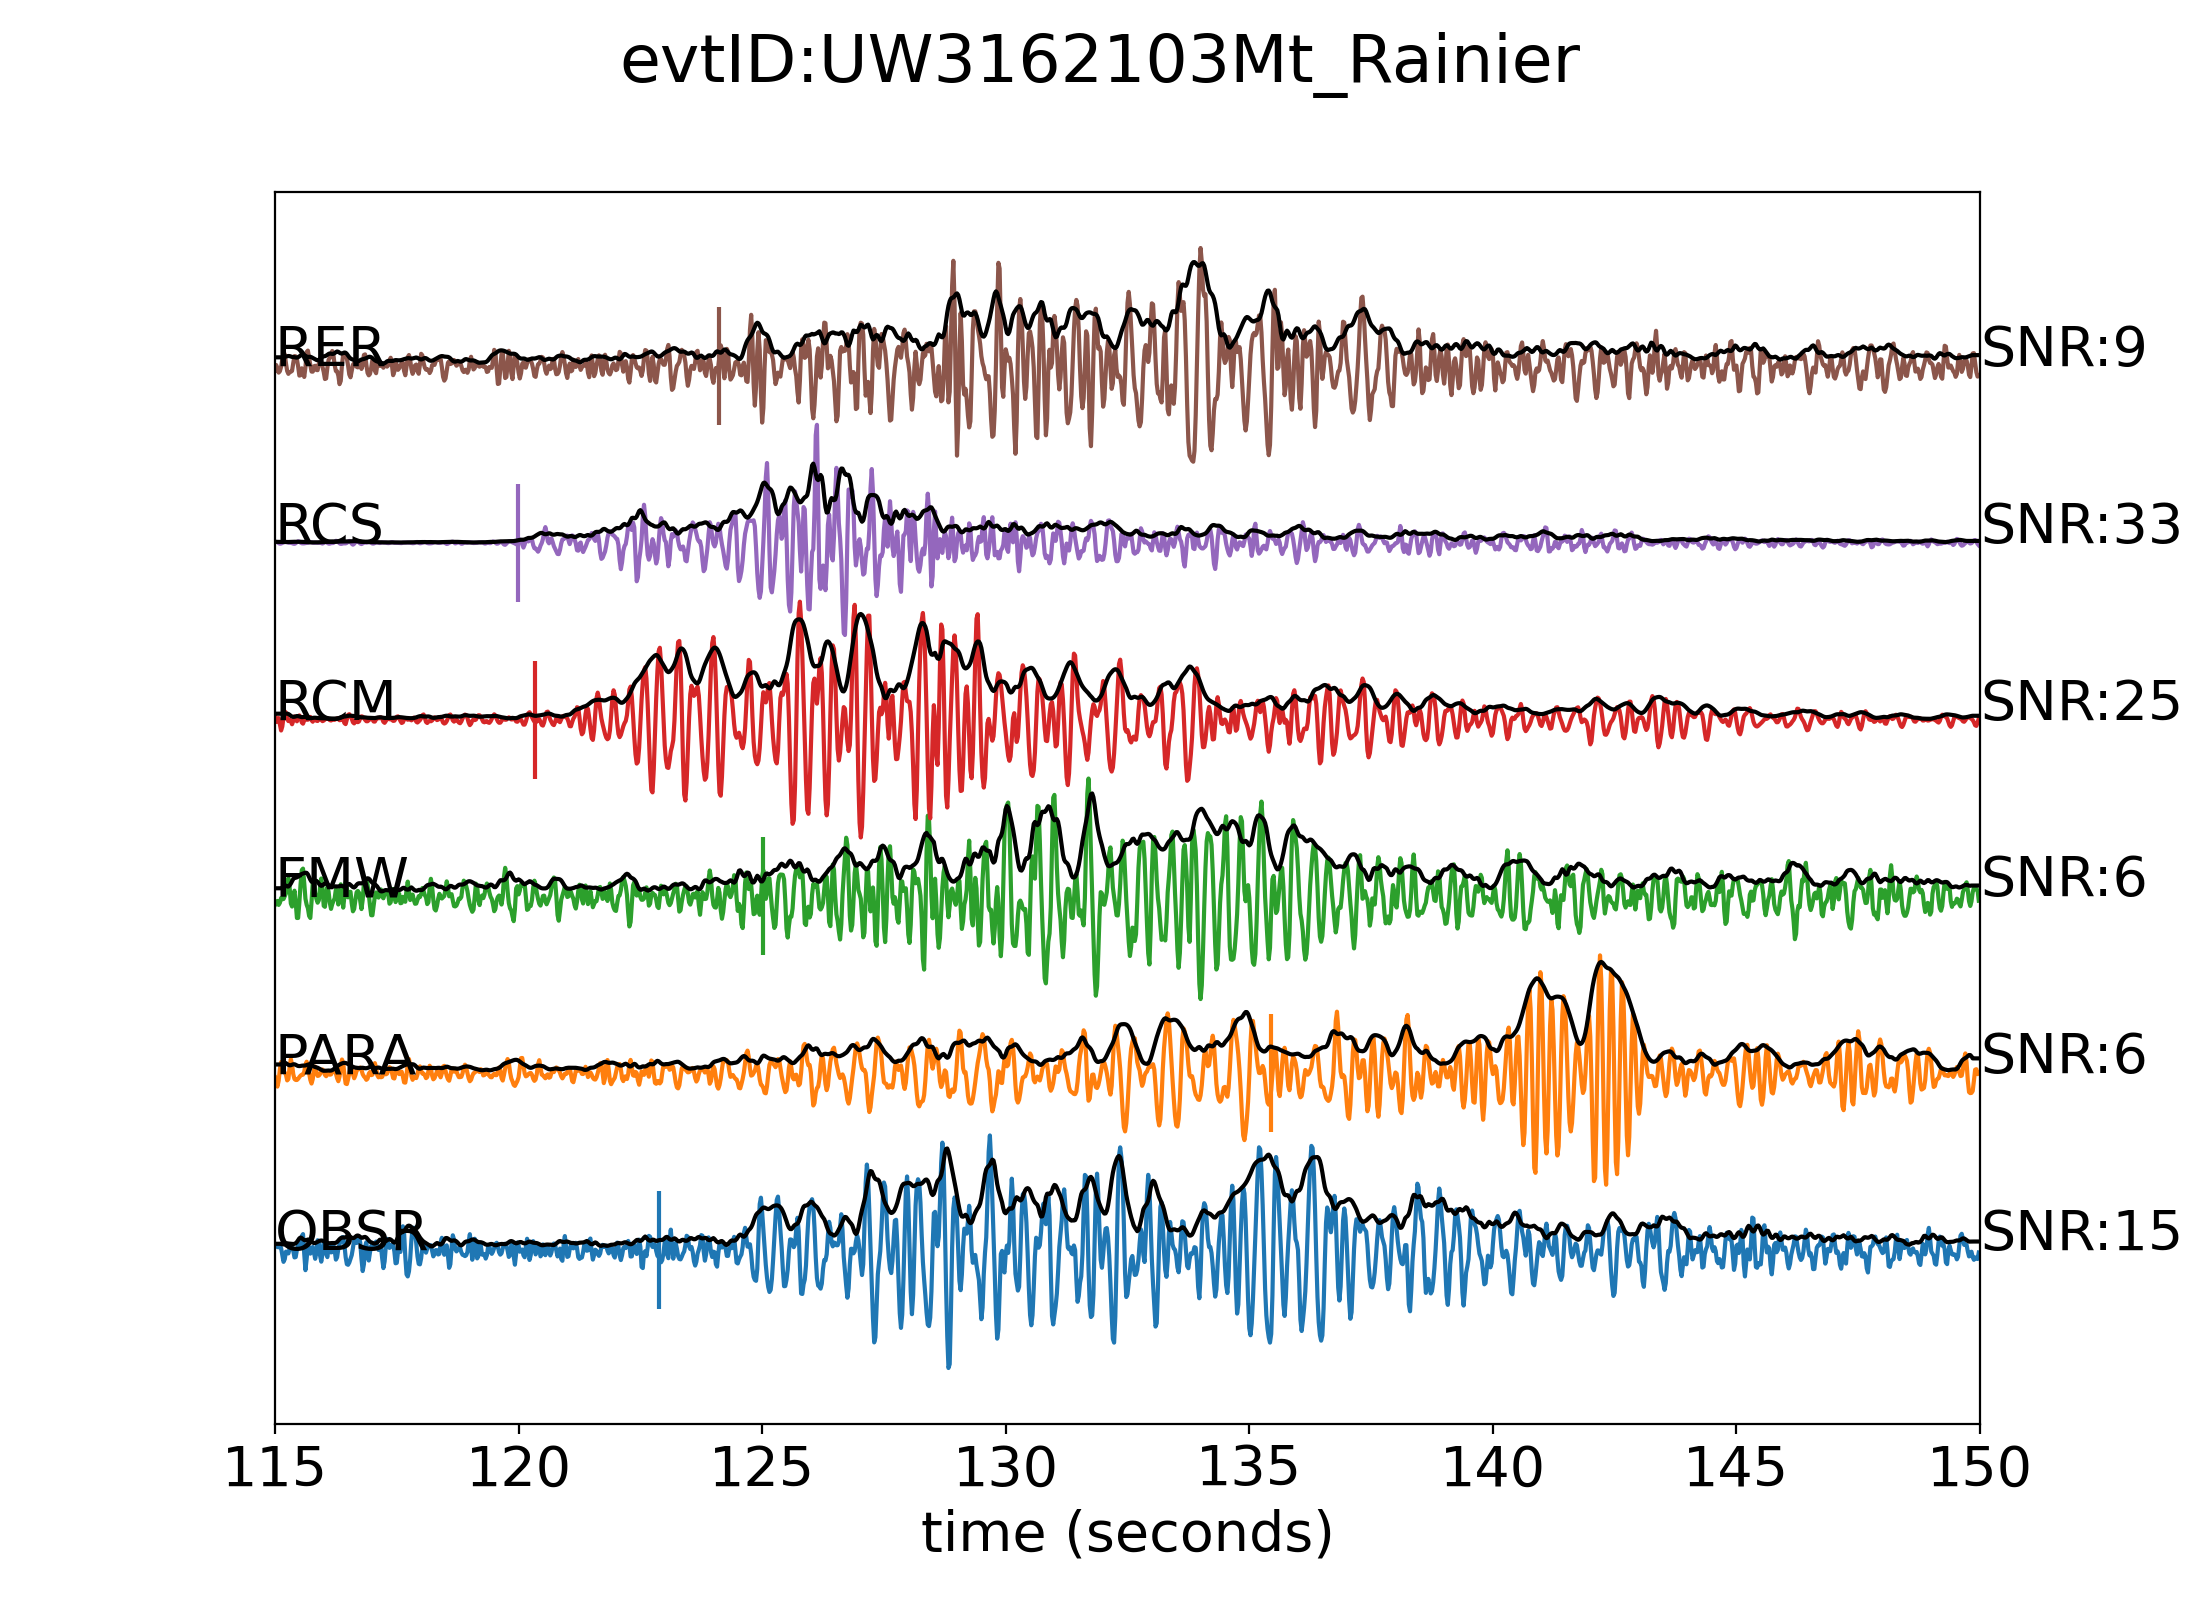 evtID:UW3162103Mt_Rainier
RER SNR:9
RCS SNR:33
RCM SNR:25
FMW SNR:6
PARA SNR:6
OBSR SNR:15
115 120 125 130 135 140 145 150
time (seconds)